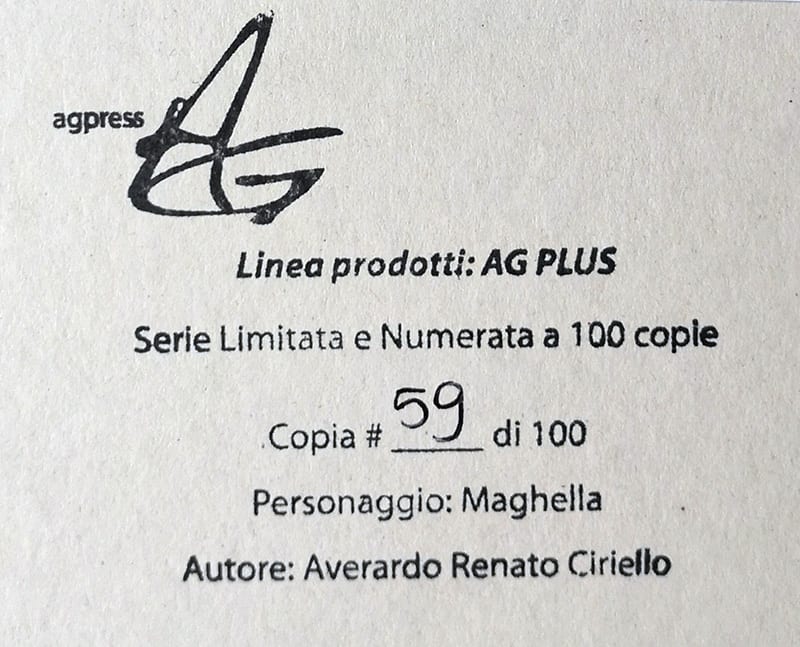 agpress AG
Linea prodotti: AG PLUS
Serie Limitata e Numerata a 100 copie
Copia # 59 di 100
Personaggio: Maghella
Autore: Averardo Renato Ciriello